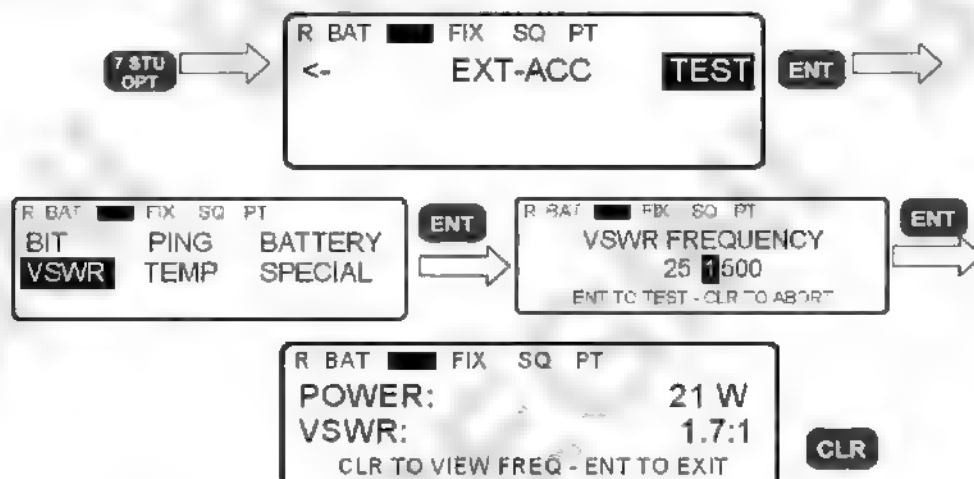 7 STU
OPT
R BAT FIX SQ PT
<- EXT-ACC TEST
ENT
R BAT FIX SQ PT
BIT PING BATTERY
VSWR TEMP SPECIAL
ENT
R BAT FIX SQ PT
VSWR FREQUENCY
25 1500
ENT TO TEST - CLR TO ABORT
ENT
R BAT FIX SQ PT
POWER: 21 W
VSWR: 1.7:1
CLR TO VIEW FREQ - ENT TO EXIT
CLR